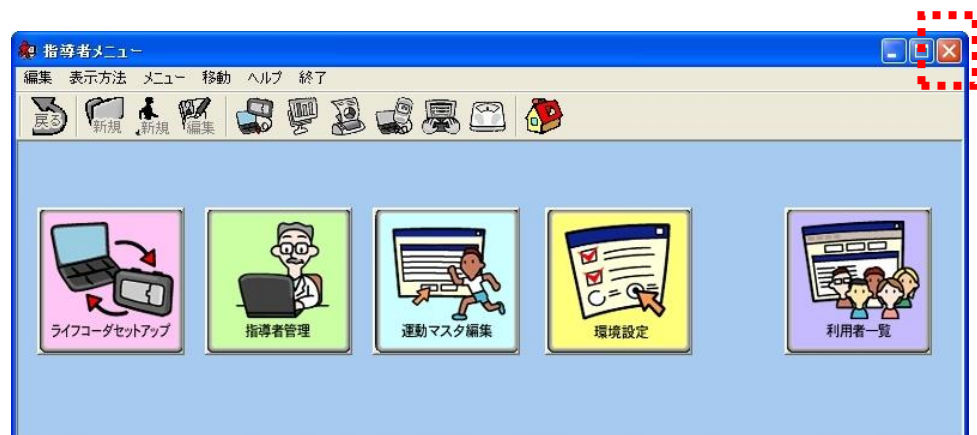 指導者メニュー
編集 表示方法 メニュー 移動 ヘルプ 終了
戻る 新規 新規 編集
ライフコーダセットアップ 指導者管理 運動マスタ編集 環境設定 利用者一覧